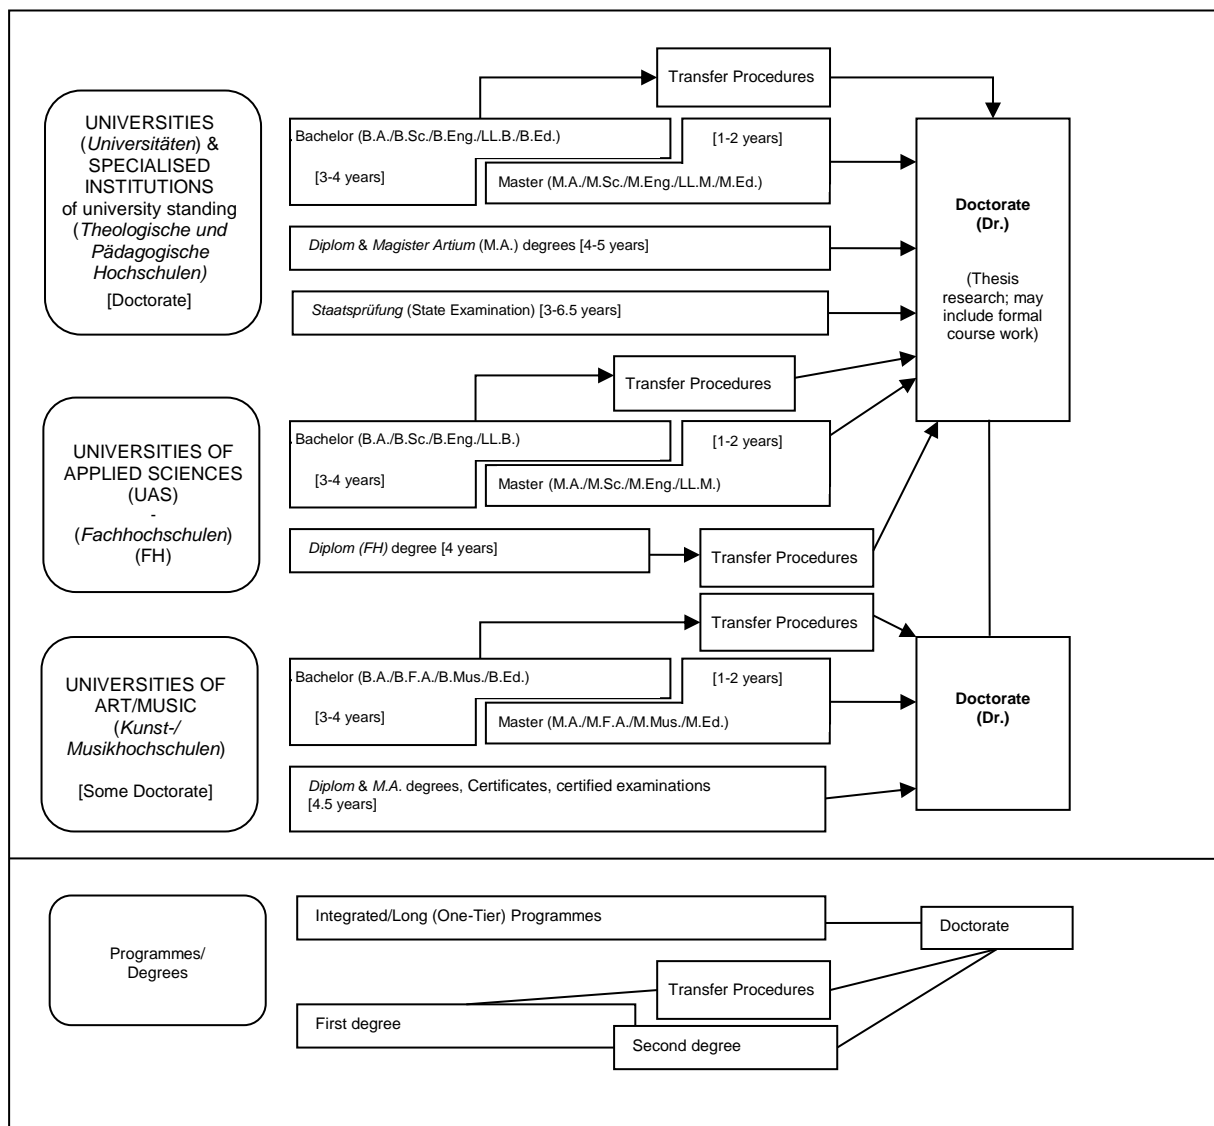 Transfer Procedures
UNIVERSITIES
(Universitäten) &
SPECIALISED
INSTITUTIONS
of university standing
(Theologische und
Pädagogische
Hochschulen)
[Doctorate]
Bachelor (B.A./B.Sc./B.Eng./LL.B./B.Ed.)
[3-4 years]
[1-2 years]
Master (M.A./M.Sc./M.Eng./LL.M./M.Ed.)
Diplom & Magister Artium (M.A.) degrees [4-5 years]
Staatsprüfung (State Examination) [3-6.5 years]
Doctorate
(Dr.)
(Thesis
research; may
include formal
course work)
Transfer Procedures
UNIVERSITIES OF
APPLIED SCIENCES
(UAS)
-
(Fachhochschulen)
(FH)
Bachelor (B.A./B.Sc./B.Eng./LL.B.)
[3-4 years]
[1-2 years]
Master (M.A./M.Sc./M.Eng./LL.M.)
Diplom (FH) degree [4 years]
Transfer Procedures
Transfer Procedures
UNIVERSITIES OF
ART/MUSIC
(Kunst-/
Musikhochschulen)
[Some Doctorate]
Bachelor (B.A./B.F.A./B.Mus./B.Ed.)
[3-4 years]
[1-2 years]
Master (M.A./M.F.A./M.Mus./M.Ed.)
Diplom & M.A. degrees, Certificates, certified examinations
[4.5 years]
Doctorate
(Dr.)
Programmes/
Degrees
Integrated/Long (One-Tier) Programmes
Doctorate
Transfer Procedures
First degree
Second degree